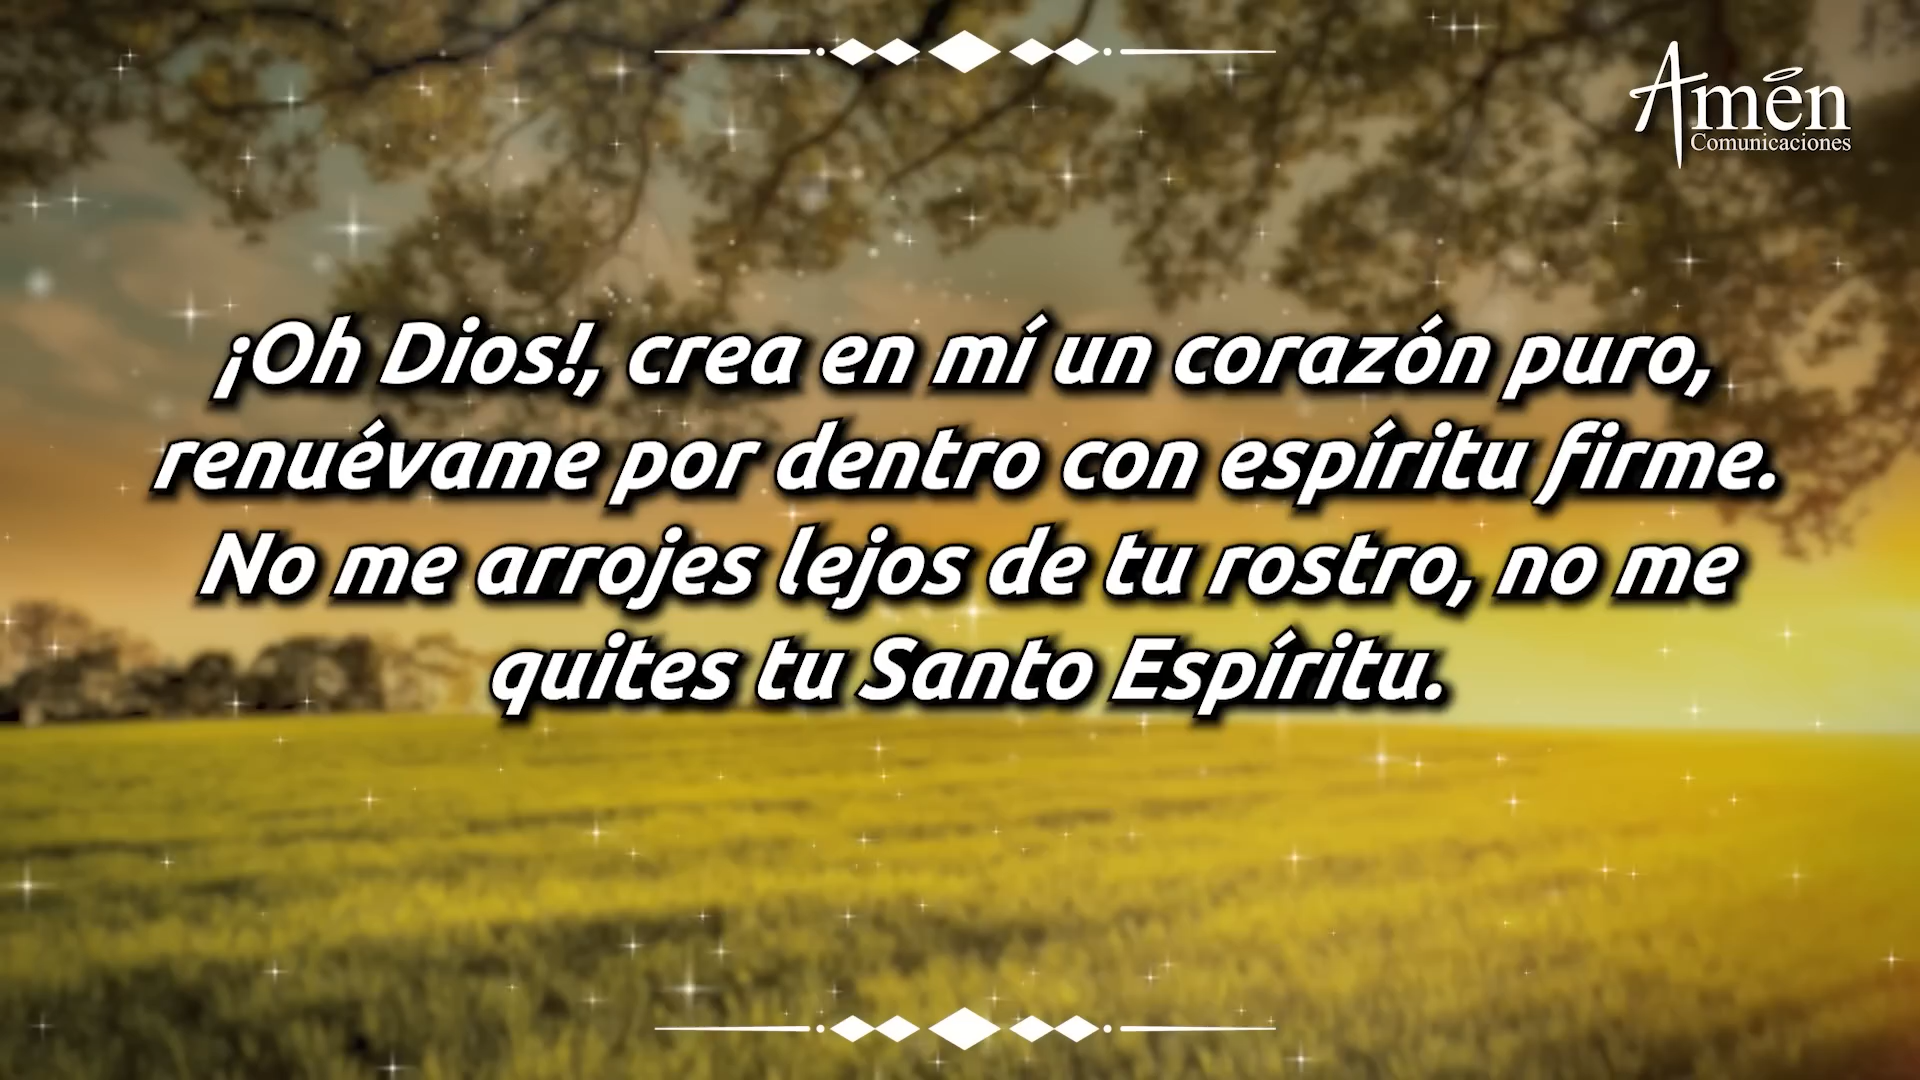 Amén
Comunicaciones
¡Oh Dios!, crea en mí un corazón puro,
renuévame por dentro con espíritu firme.
No me arrojes lejos de tu rostro, no me
quites tu Santo Espíritu.